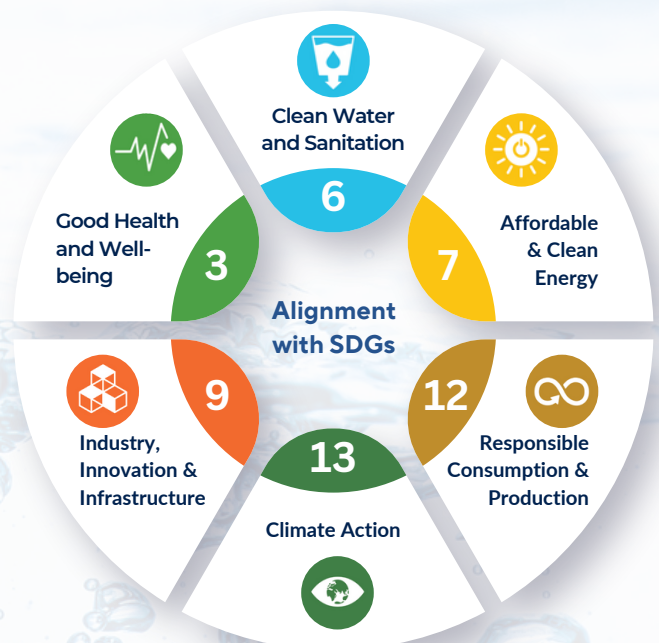 Clean Water
and Sanitation
6
Affordable
& Clean
Energy
7
Responsible
Consumption &
Production
12
Climate Action
13
Industry,
Innovation &
Infrastructure
9
Good Health
and Well-
being
3
Alignment
with SDGs